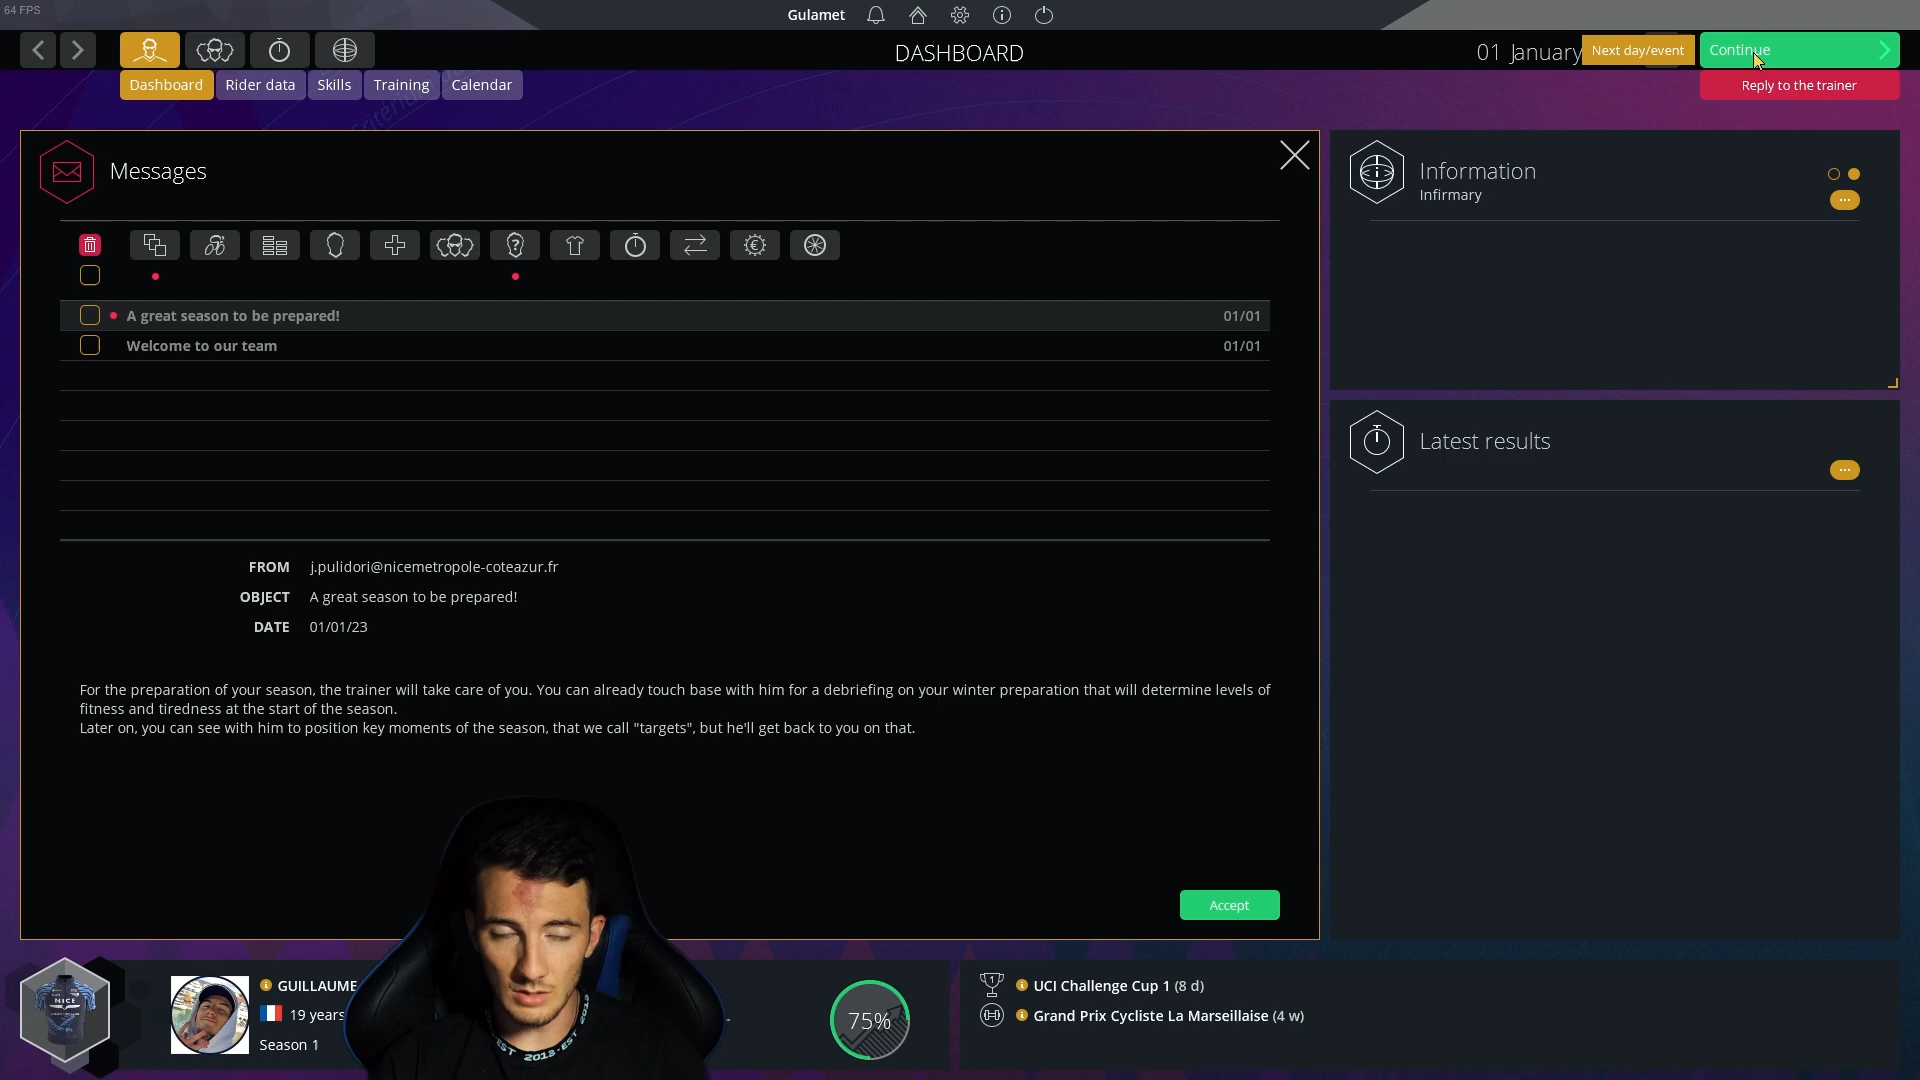 64 FPS
Gulamet
DASHBOARD
01 January
Next day/event
Continue
Dashboard
Rider data
Skills
Training
Calendar
Reply to the trainer
Messages
A great season to be prepared!
01/01
Welcome to our team
01/01
FROM
j.pulidori@nicemetropole-coteazur.fr
OBJECT
A great season to be prepared!
DATE
01/01/23
For the preparation of your season, the trainer will take care of you. You can already touch base with him for a debriefing on your winter preparation that will determine levels of
fitness and tiredness at the start of the season.
Later on, you can see with him to position key moments of the season, that we call "targets", but he'll get back to you on that.
Accept
Information
Infirmary
Latest results
NICE
GUILLAUME
19 years
Season 1
75%
UCI Challenge Cup 1 (8 d)
Grand Prix Cycliste La Marseillaise (4 w)
EST 2013-EST 2013